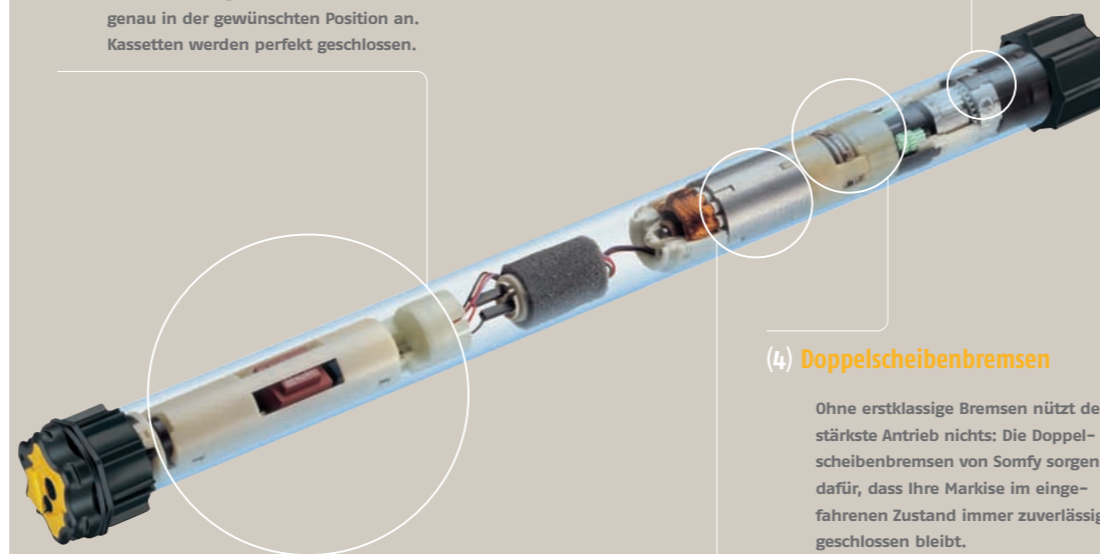 genau in der gewünschten Position an.
Kassetten werden perfekt geschlossen.
(4) Doppelscheibenbremsen
Ohne erstklassige Bremsen nützt de
stärkste Antrieb nichts: Die Doppel-
scheibenbremsen von Somfy sorgen
dafür, dass Ihre Markise im einge-
fahrenen Zustand immer zuverlässig
geschlossen bleibt.